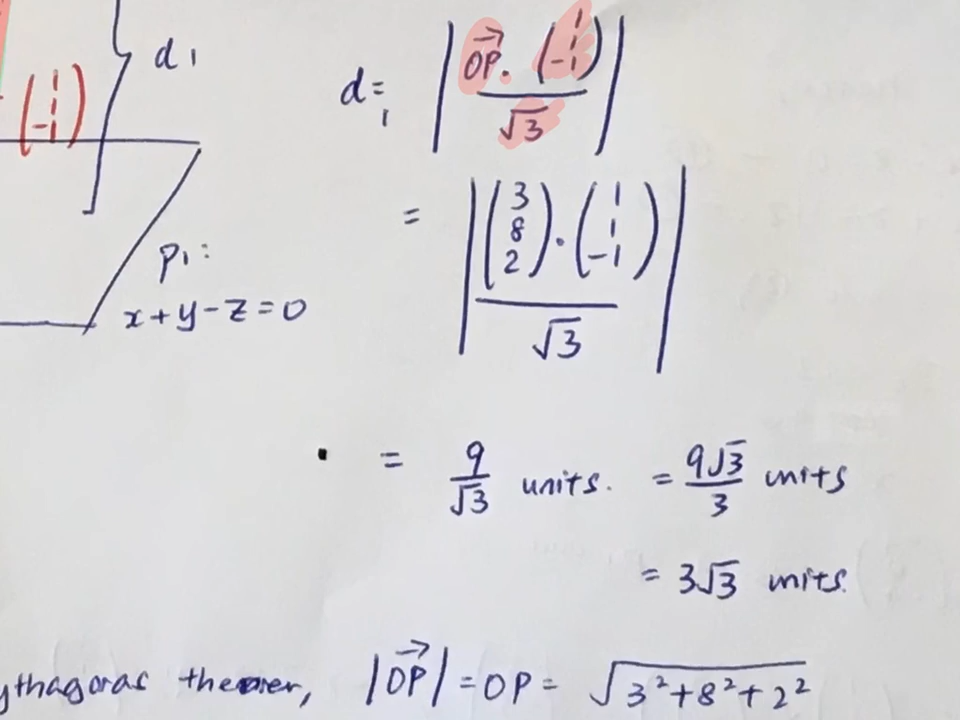 d₁
(1 1 -1)
d₁ = | OP⃗ . (1 1 -1) / √3 |
= | (3 8 2) . (1 1 -1) / √3 |
p₁ :
x + y - z = 0
= 9/√3 units. = 9√3/3 units
= 3√3 units.
ythagoras theorer, |OP⃗| = OP = √(3² + 8² + 2²)